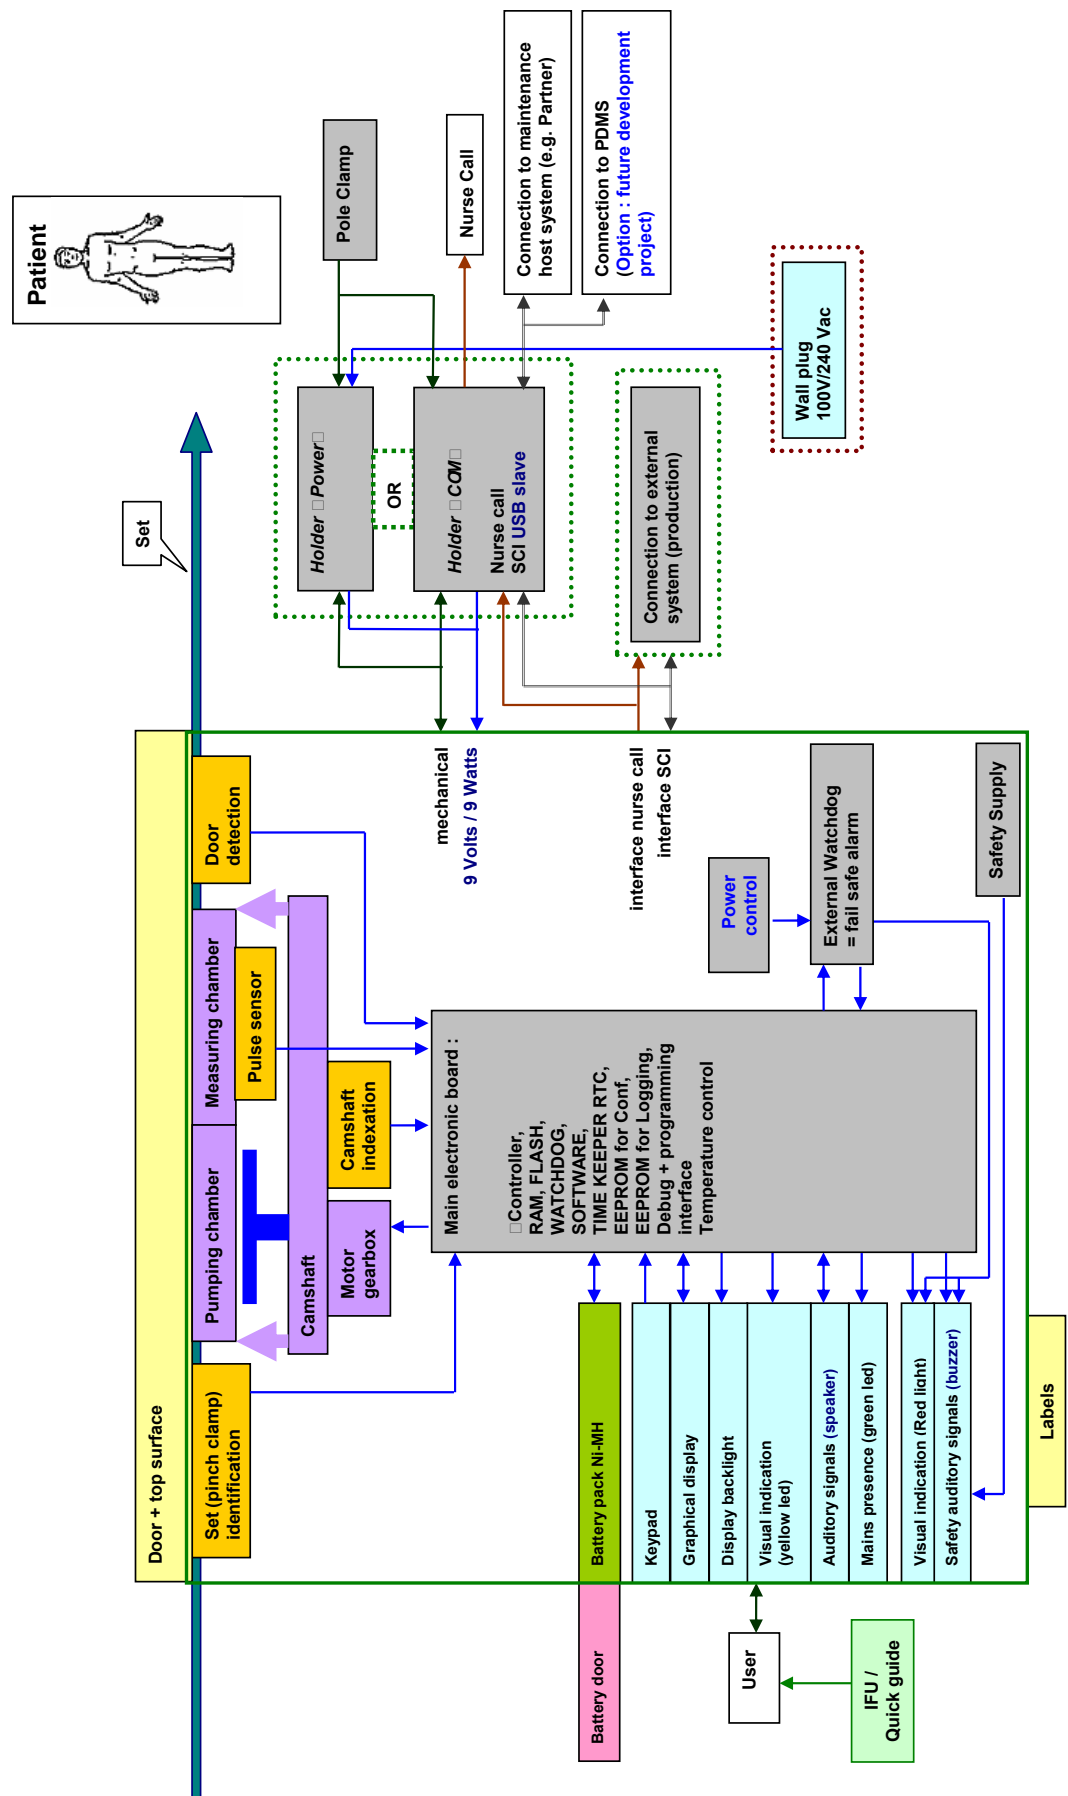 Patient
Set
Pole Clamp
Nurse Call
Connection to maintenance
host system (e.g. Partner)
Connection to PDMS
(Option : future development
project)
Holder □Power□
OR
Holder □COM□
Nurse call
SCI USB slave
Connection to external
system (production)
Wall plug
100V/240 Vac
Door + top surface
Set (pinch clamp)
identification
Pumping chamber
Measuring chamber
Door
detection
Pulse sensor
Camshaft
Motor
gearbox
Camshaft
indexation
mechanical
9 Volts / 9 Watts
interface nurse call
interface SCI
Main electronic board :
□Controller,
RAM, FLASH,
WATCHDOG,
SOFTWARE,
TIME KEEPER RTC,
EEPROM for Conf,
EEPROM for Logging,
Debug + programming
interface
Temperature control
Power
control
External Watchdog
= fail safe alarm
Safety Supply
Battery door
Battery pack Ni-MH
Keypad
Graphical display
Display backlight
Visual indication
(yellow led)
Auditory signals (speaker)
Mains presence (green led)
Visual indication (Red light)
Safety auditory signals (buzzer)
User
IFU /
Quick guide
Labels